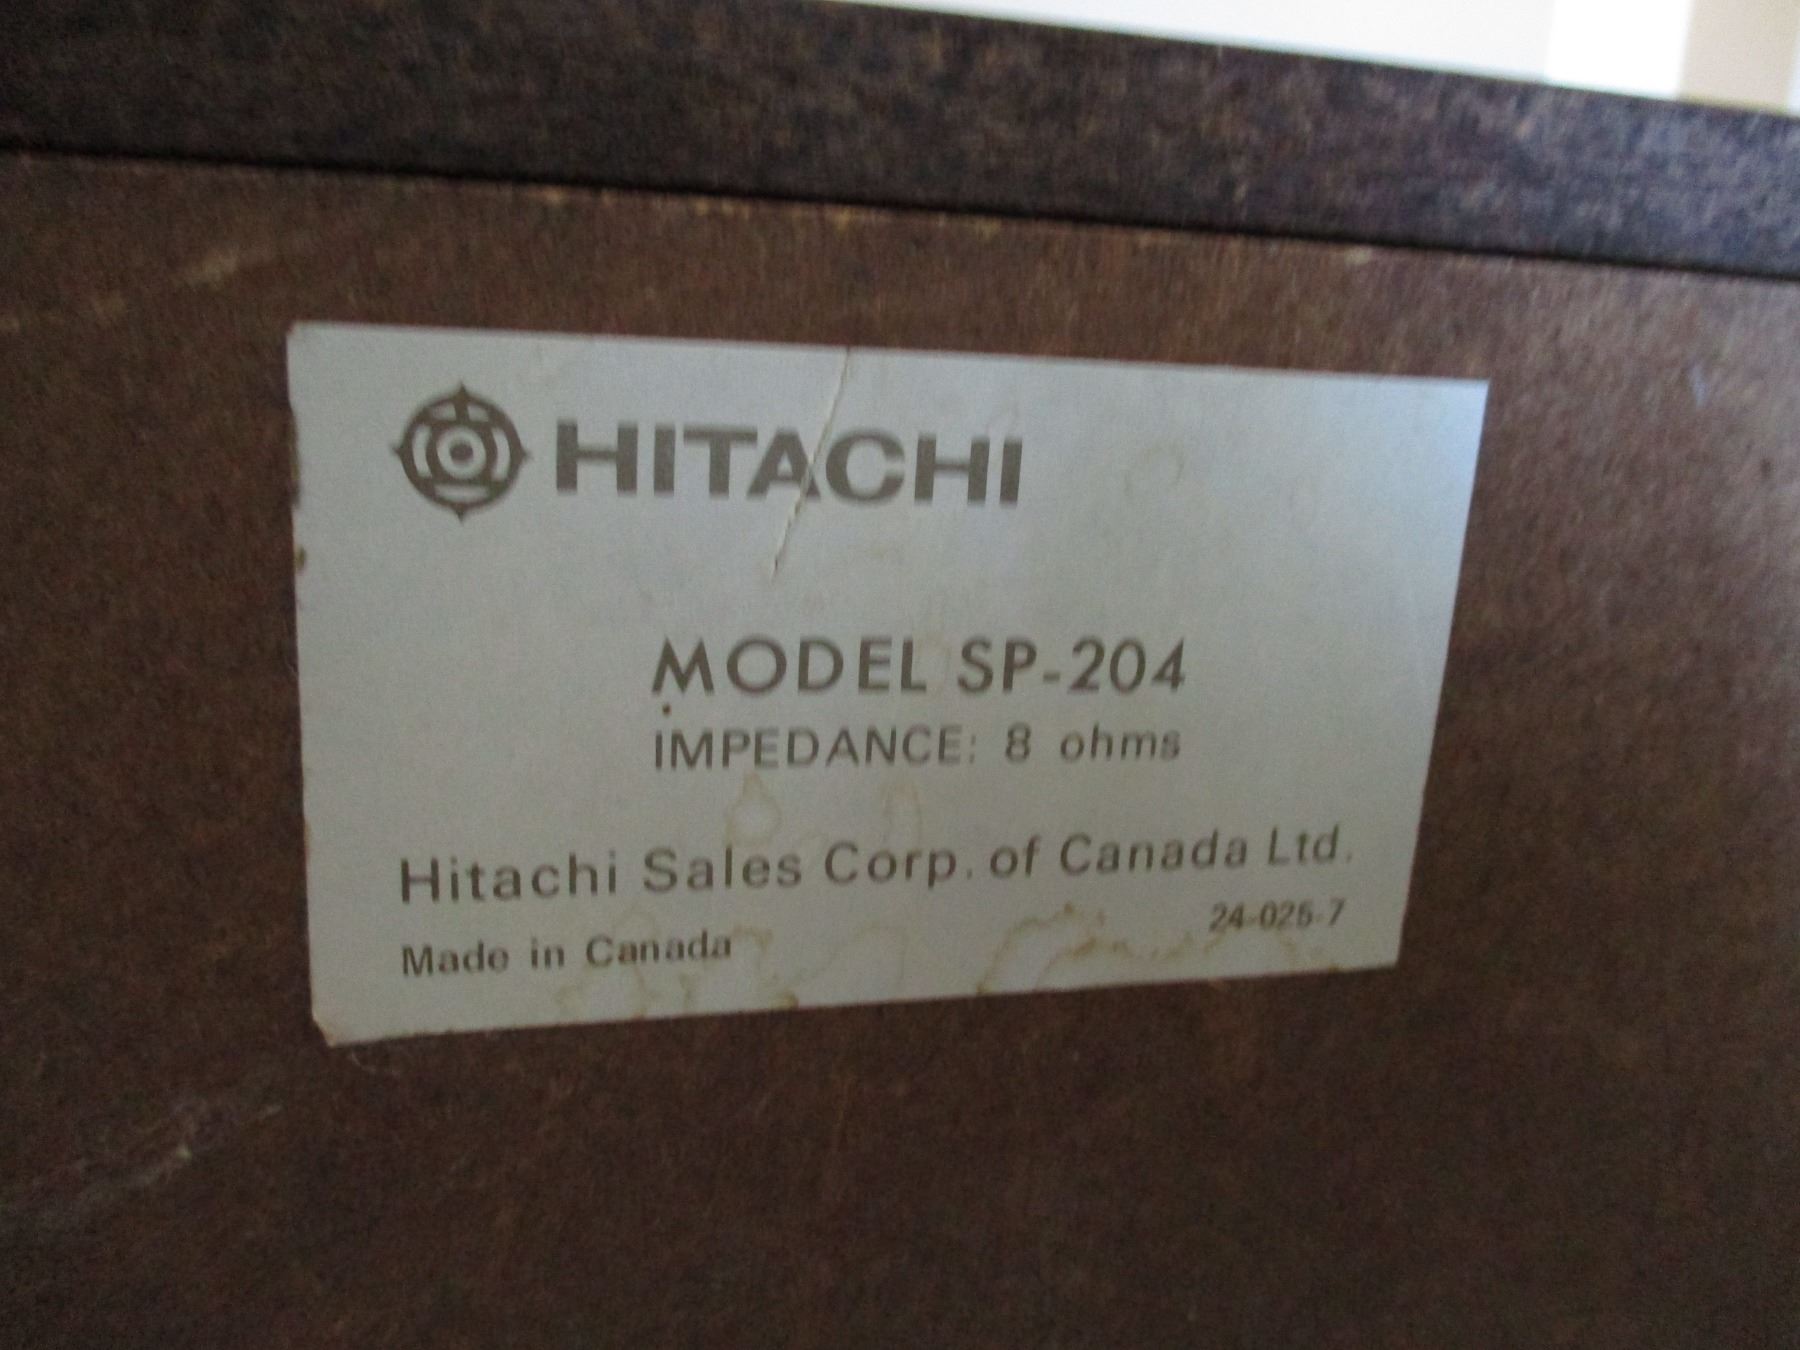 HITACHI
MODEL SP-204
IMPEDANCE: 8 ohms
Hitachi Sales Corp. of Canada Ltd.
24-025-7
Made in Canada